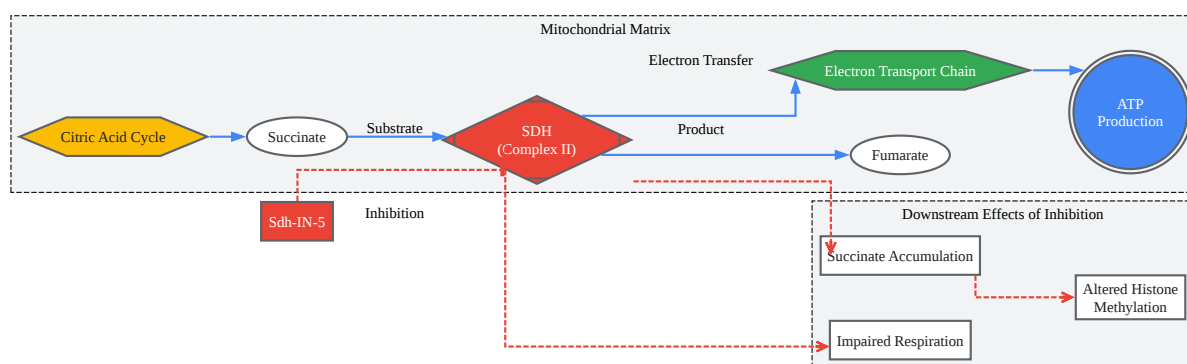 Mitochondrial Matrix
Electron Transfer
Electron Transport Chain
ATP
Production
Citric Acid Cycle
Succinate
Substrate
SDH
(Complex II)
Product
Fumarate
Sdh-IN-5
Inhibition
Downstream Effects of Inhibition
Succinate Accumulation
Altered Histone
Methylation
Impaired Respiration